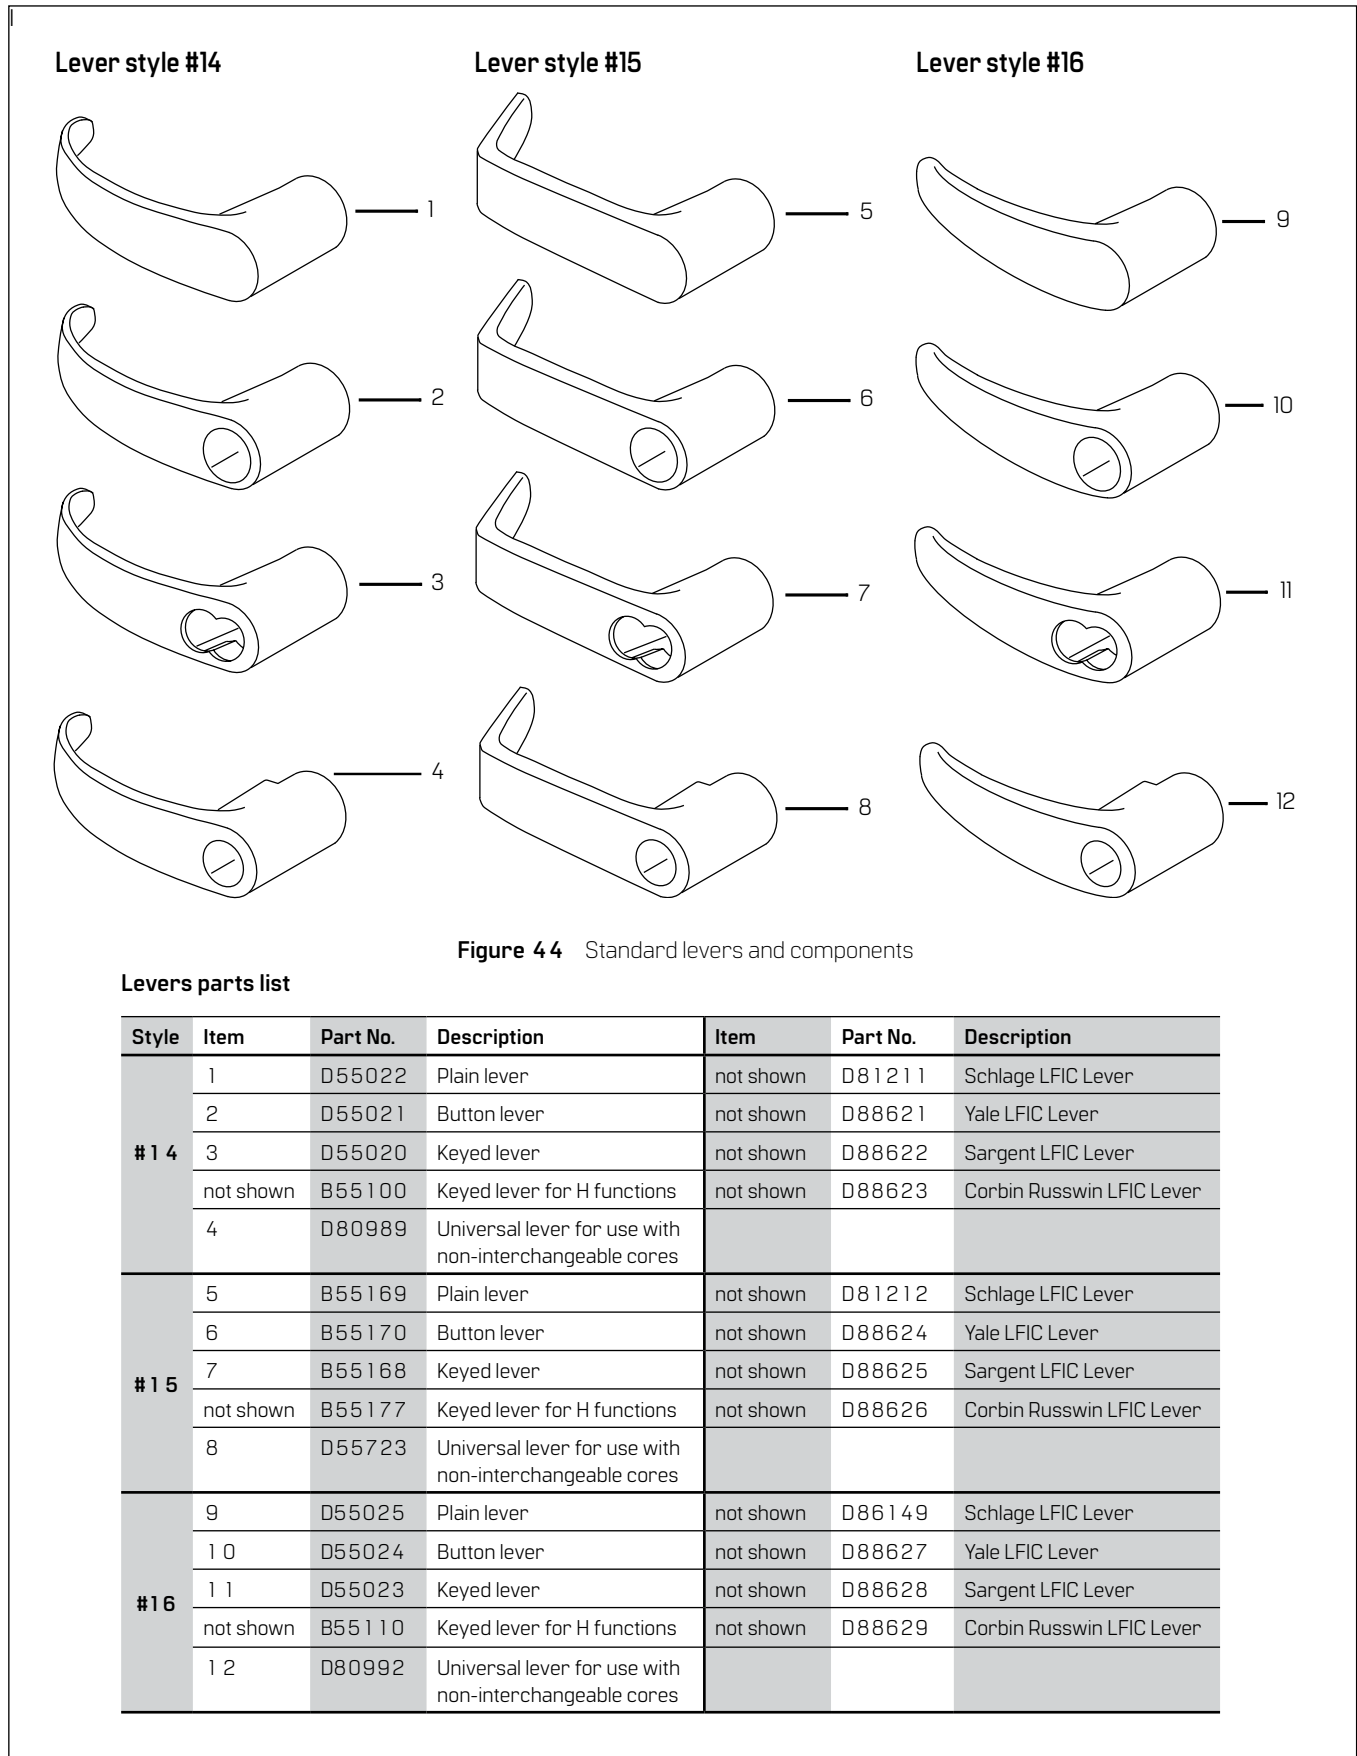 Lever style #14 Lever style #15 Lever style #16
1 5 9
2 6 10
3 7 11
4 8 12
Figure 44 Standard levers and components
Levers parts list
Style Item Part No. Description Item Part No. Description
#14
1 D55022 Plain lever not shown D81211 Schlage LFIC Lever
2 D55021 Button lever not shown D88621 Yale LFIC Lever
3 D55020 Keyed lever not shown D88622 Sargent LFIC Lever
not shown B55100 Keyed lever for H functions not shown D88623 Corbin Russwin LFIC Lever
4 D80989 Universal lever for use with
non-interchangeable cores
#15
5 B55169 Plain lever not shown D81212 Schlage LFIC Lever
6 B55170 Button lever not shown D88624 Yale LFIC Lever
7 B55168 Keyed lever not shown D88625 Sargent LFIC Lever
not shown B55177 Keyed lever for H functions not shown D88626 Corbin Russwin LFIC Lever
8 D55723 Universal lever for use with
non-interchangeable cores
#16
9 D55025 Plain lever not shown D86149 Schlage LFIC Lever
10 D55024 Button lever not shown D88627 Yale LFIC Lever
11 D55023 Keyed lever not shown D88628 Sargent LFIC Lever
not shown B55110 Keyed lever for H functions not shown D88629 Corbin Russwin LFIC Lever
12 D80992 Universal lever for use with
non-interchangeable cores